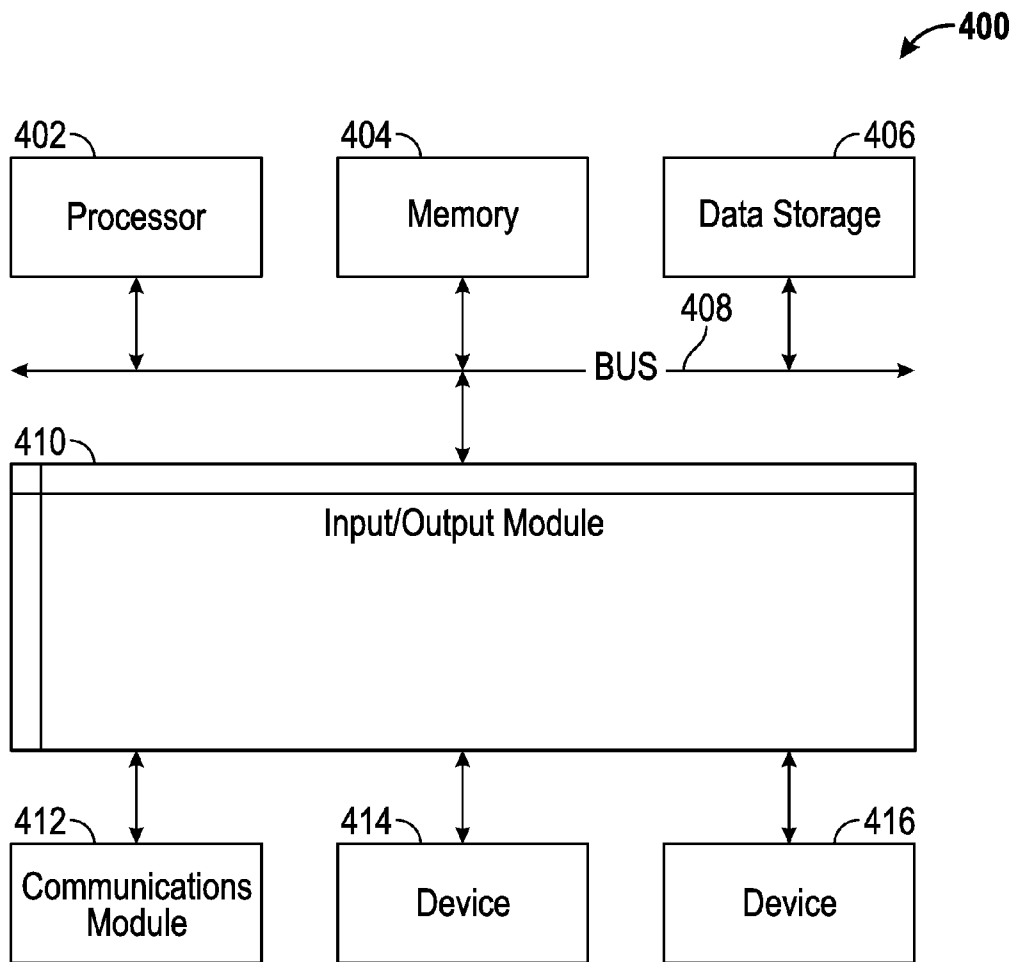 400
402
404
406
Processor
Memory
Data Storage
408
BUS
410
Input/Output Module
412
414
416
Communications
Module
Device
Device